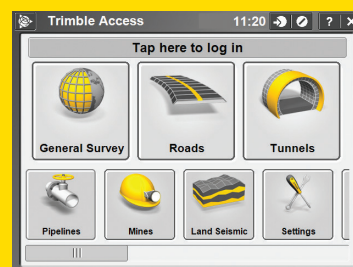 Trimble Access 11:20 ? X
Tap here to log in
General Survey Roads Tunnels
Pipelines Mines Land Seismic Settings